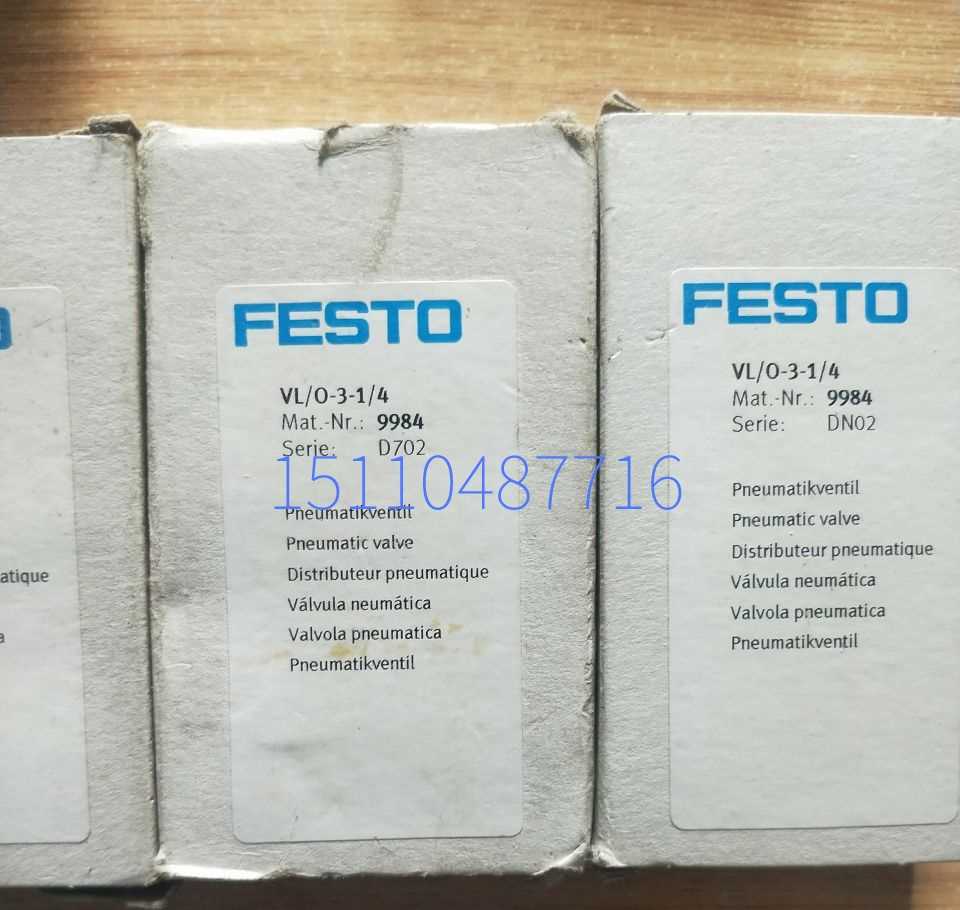 FESTO
VL/O-3-1/4
Mat.-Nr.: 9984
Serie: D702
Pneumatikventil
Pneumatic valve
Distributeur pneumatique
Válvula neumática
Valvola pneumatica
Pneumatikventil
FESTO
VL/O-3-1/4
Mat.-Nr.: 9984
Serie: DN02
Pneumatikventil
Pneumatic valve
Distributeur pneumatique
Válvula neumática
Valvola pneumatica
Pneumatikventil
15110487716